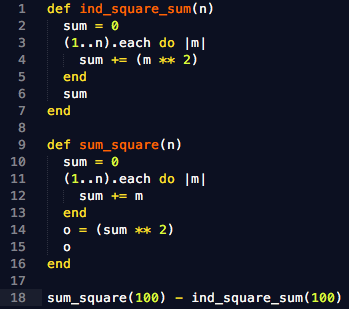 1 def ind_square_sum(n)
2 sum = 0
3 (1..n).each do |m|
4 sum += (m ** 2)
5 end
6 sum
7 end
8
9 def sum_square(n)
10 sum = 0
11 (1..n).each do |m|
12 sum += m
13 end
14 o = (sum ** 2)
15 o
16 end
17
18 sum_square(100) - ind_square_sum(100)